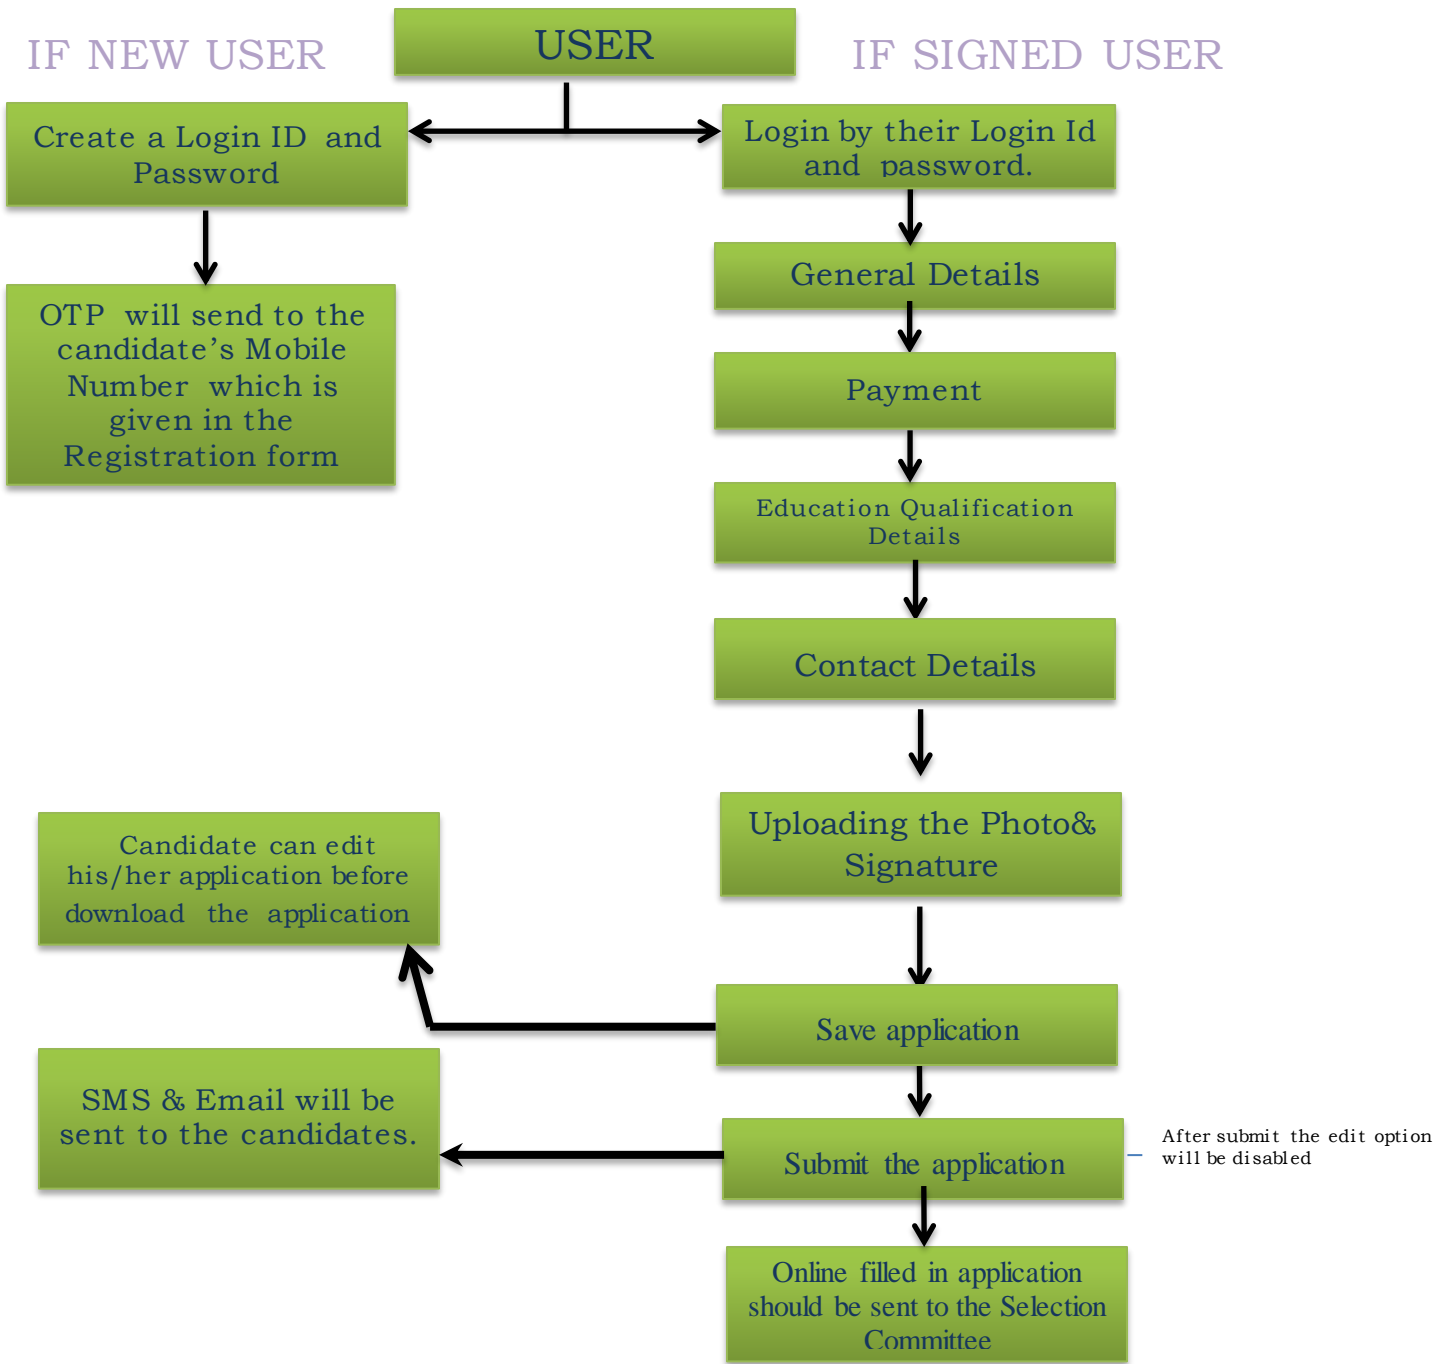 IF NEW USER
USER
IF SIGNED USER
Create a Login ID and
Password
Login by their Login Id
and password.
OTP will send to the
candidate’s Mobile
Number which is
given in the
Registration form
General Details
Payment
Education Qualification
Details
Contact Details
Uploading the Photo&
Signature
Candidate can edit
his/her application before
download the application
Save application
SMS & Email will be
sent to the candidates.
Submit the application
After submit the edit option
will be disabled
Online filled in application
should be sent to the Selection
Committee